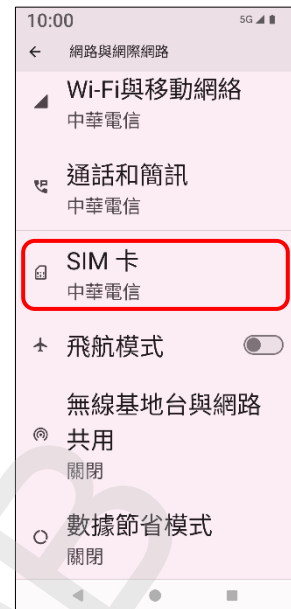 10:00 5G
網路與網際網路
Wi-Fi與移動網絡
中華電信
通話和簡訊
中華電信
SIM 卡
中華電信
飛航模式
無線基地台與網路
共用
關閉
數據節省模式
關閉